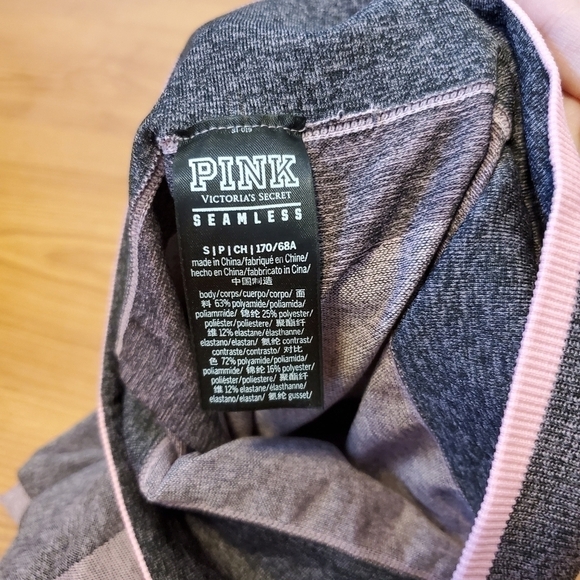 PINK
VICTORIA'S SECRET
SEAMLESS
S|P|CH|170/68A
made in China/fabriqué en Chine/
hecho en China/fabbricato in Cina/
中国制造
body/corps/cuerpo/corpo/ 面
料 63% polyamide/polyamida/
poliammide/ 锦纶 25% polyester/
poliéster/poliestere/ 聚酯纤
维 12% elastane/élasthanne/
elastano/elastan/ 氨纶 contrast/
contraste/contrasto/ 对比
色 72% polyamide/poliamida/
poliammide/ 锦纶 16% polyester/
poliéster/poliestere/ 聚酯纤
维 12% elastane/élasthanne/
elastano/elastan/ 氨纶 gusset/